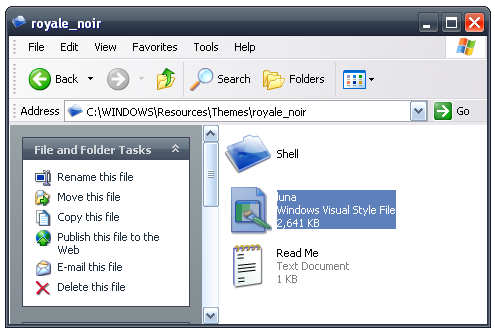 royale_noir
File Edit View Favorites Tools Help
Back Search Folders
Address C:\WINDOWS\Resources\Themes\royale_noir Go
File and Folder Tasks
Rename this file
Move this file
Copy this file
Publish this file to the
Web
E-mail this file
Delete this file
Shell
luna
Windows Visual Style File
2,641 KB
Read Me
Text Document
1 KB